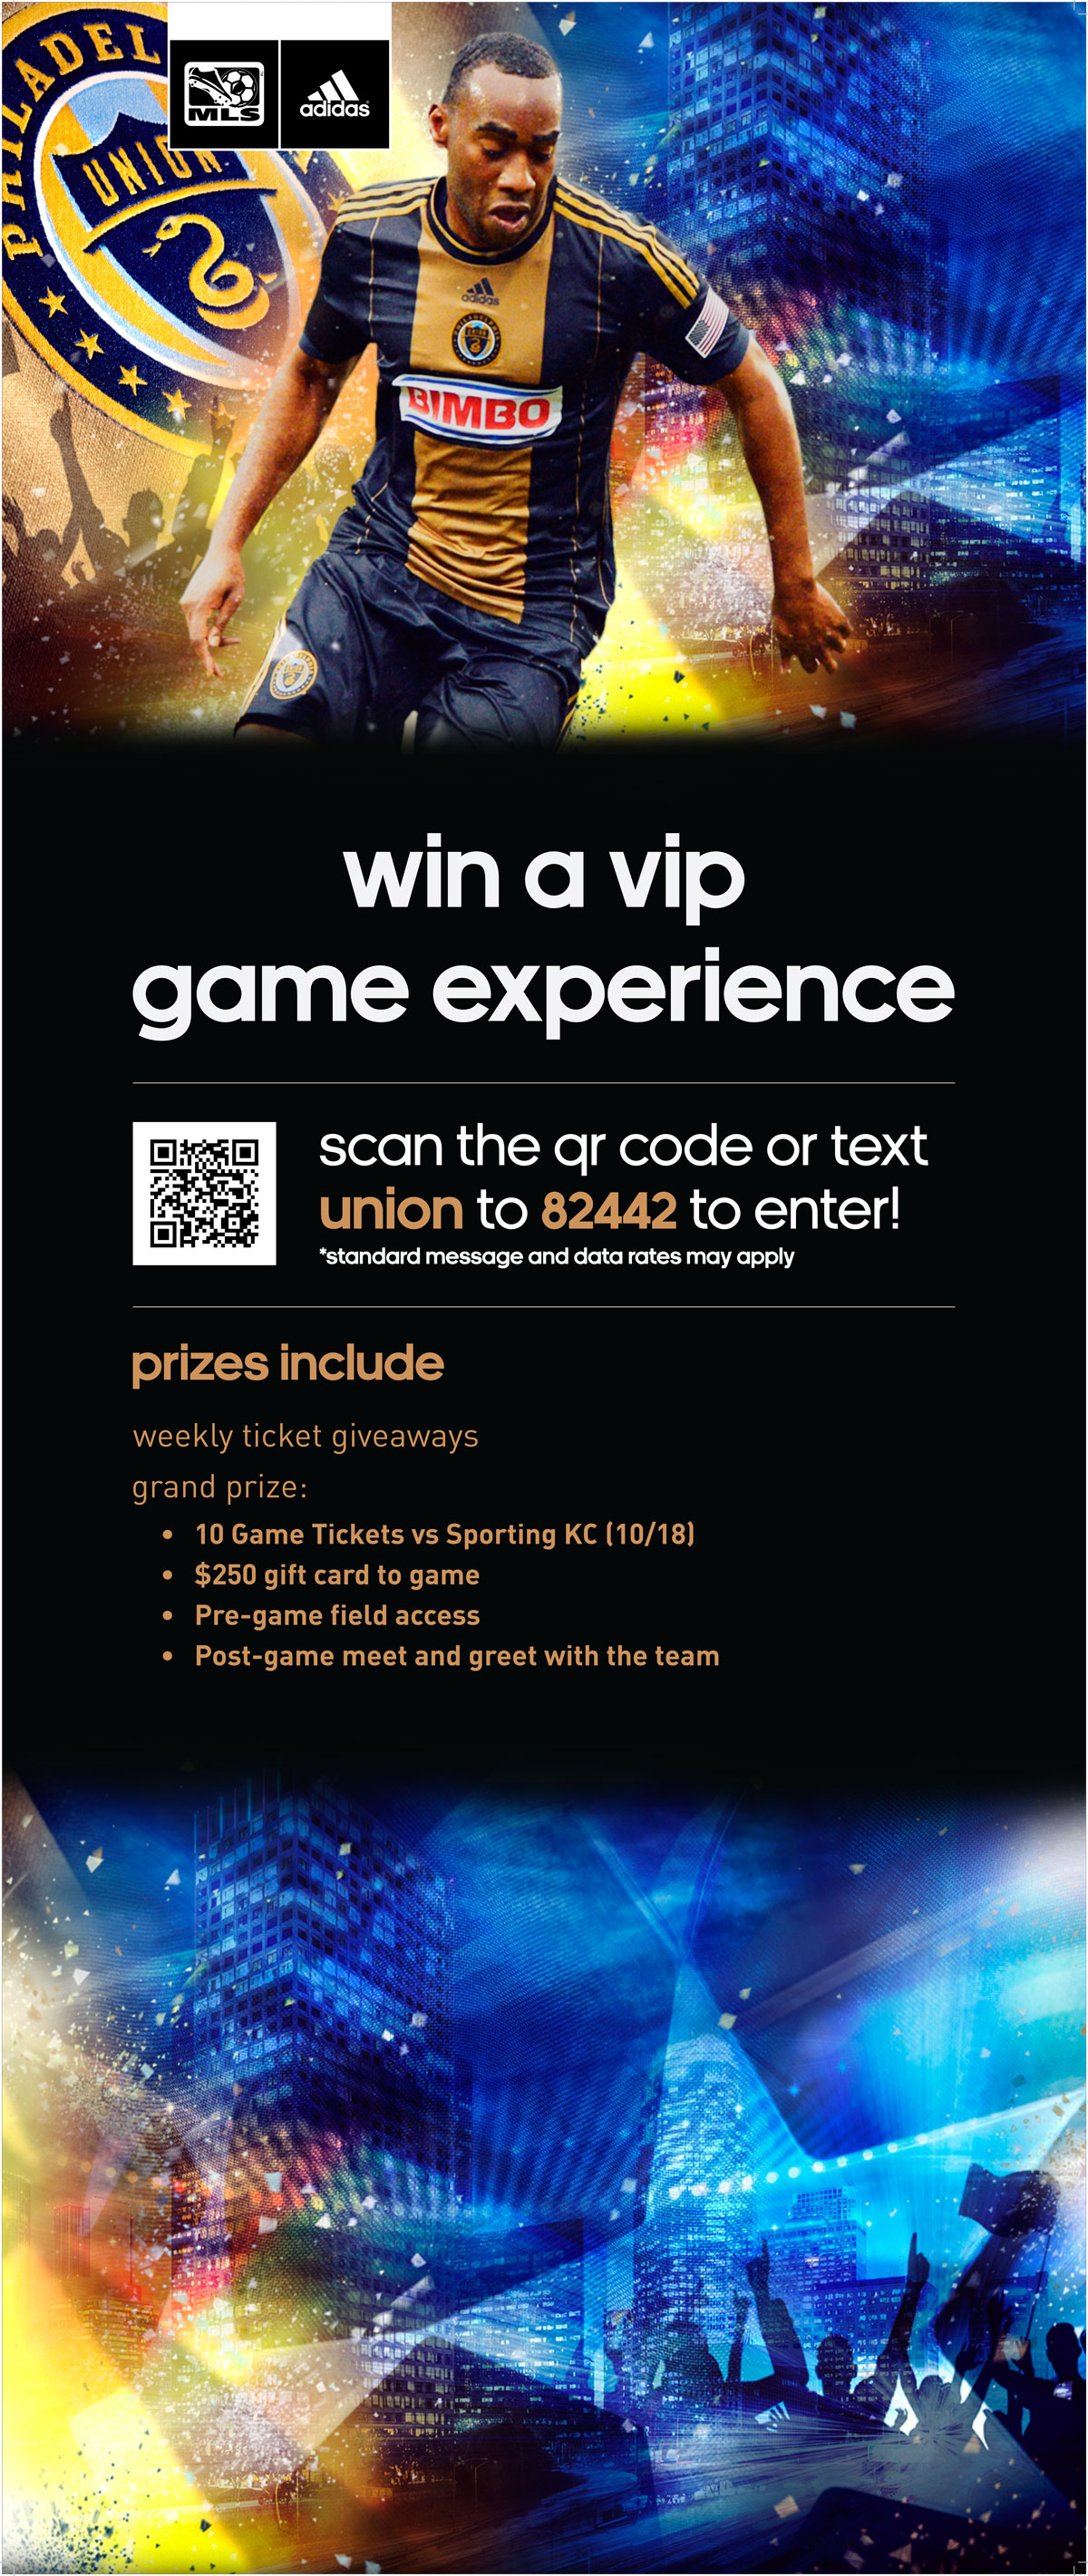 PHILADEL
UNION
MLS
adidas
adidas
BIMBO
win a vip
game experience
scan the qr code or text
union to 82442 to enter!
*standard message and data rates may apply
prizes include
weekly ticket giveaways
grand prize:
• 10 Game Tickets vs Sporting KC (10/18)
• $250 gift card to game
• Pre-game field access
• Post-game meet and greet with the team